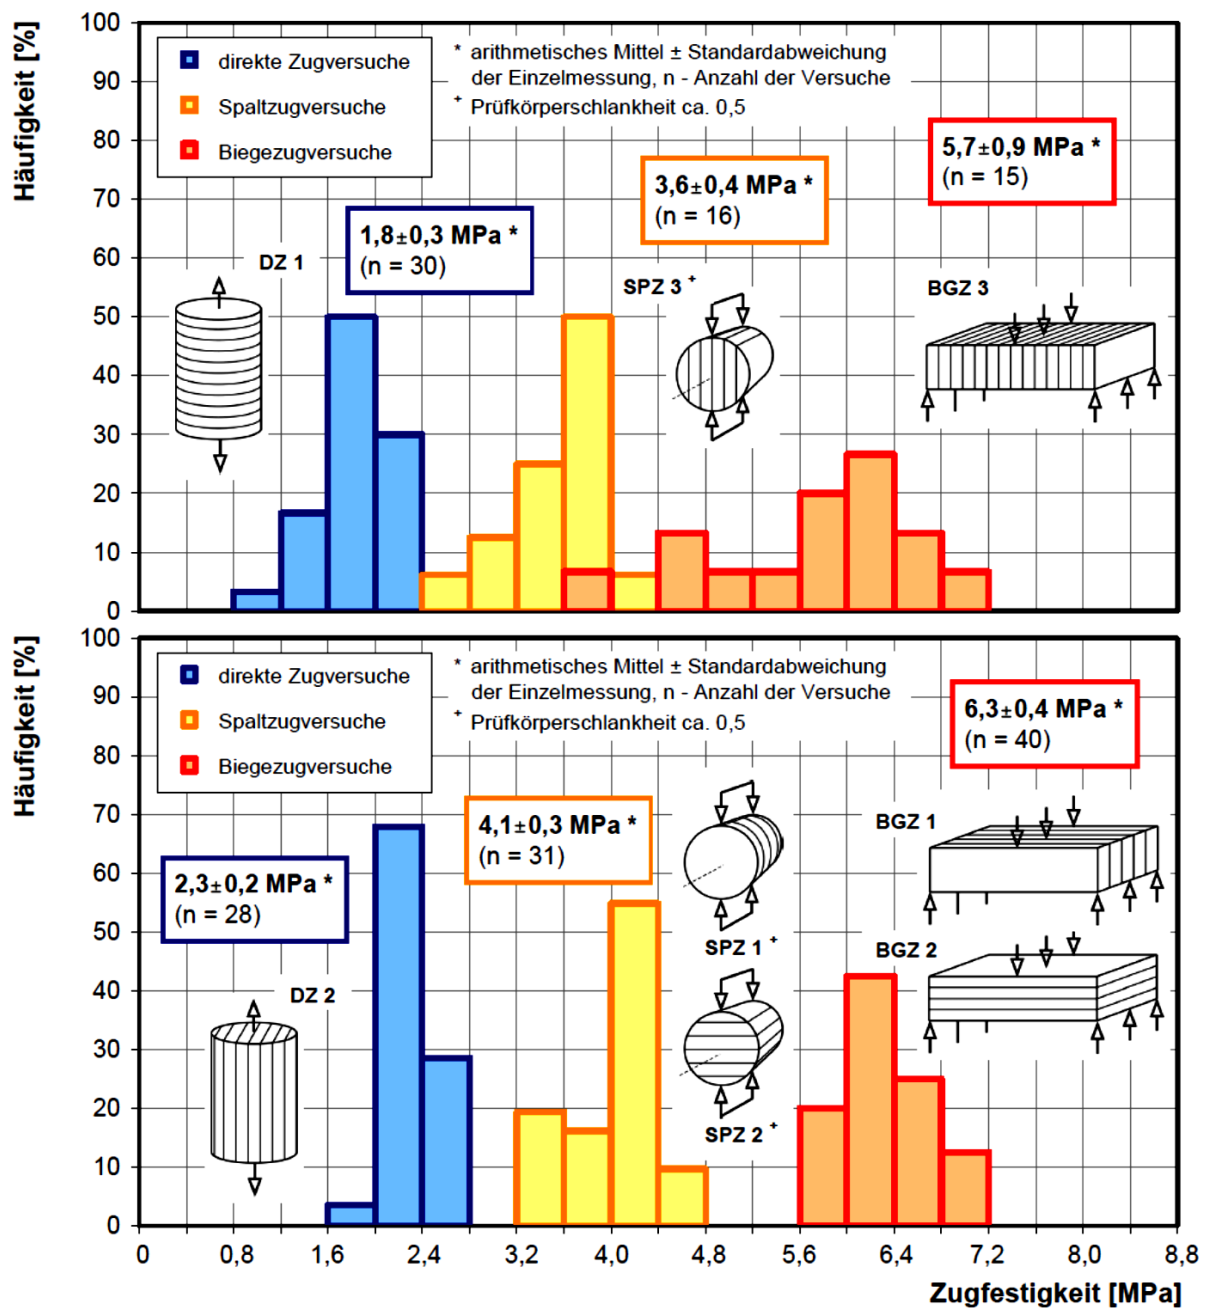 Häufigkeit [%]
100
90
80
70
60
50
40
30
20
10
0
direkte Zugversuche
Spaltzugversuche
Biegezugversuche
* arithmetisches Mittel ± Standardabweichung
der Einzelmessung, n - Anzahl der Versuche
+ Prüfkörperschlankheit ca. 0,5
5,7±0,9 MPa *
(n = 15)
3,6±0,4 MPa *
(n = 16)
1,8±0,3 MPa *
(n = 30)
DZ 1
SPZ 3 +
BGZ 3
Häufigkeit [%]
100
90
80
70
60
50
40
30
20
10
0
direkte Zugversuche
Spaltzugversuche
Biegezugversuche
* arithmetisches Mittel ± Standardabweichung
der Einzelmessung, n - Anzahl der Versuche
+ Prüfkörperschlankheit ca. 0,5
6,3±0,4 MPa *
(n = 40)
4,1±0,3 MPa *
(n = 31)
2,3±0,2 MPa *
(n = 28)
BGZ 1
SPZ 1 +
BGZ 2
DZ 2
SPZ 2 +
0 0,8 1,6 2,4 3,2 4,0 4,8 5,6 6,4 7,2 8,0 8,8
Zugfestigkeit [MPa]